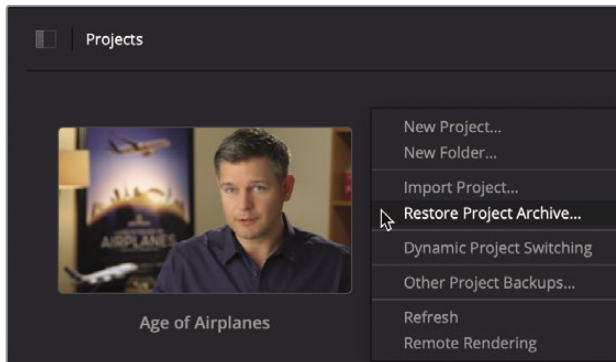 Projects
New Project...
New Folder...
Import Project...
Restore Project Archive...
Dynamic Project Switching
Other Project Backups...
Refresh
Remote Rendering
AIRPLANES
Age of Airplanes